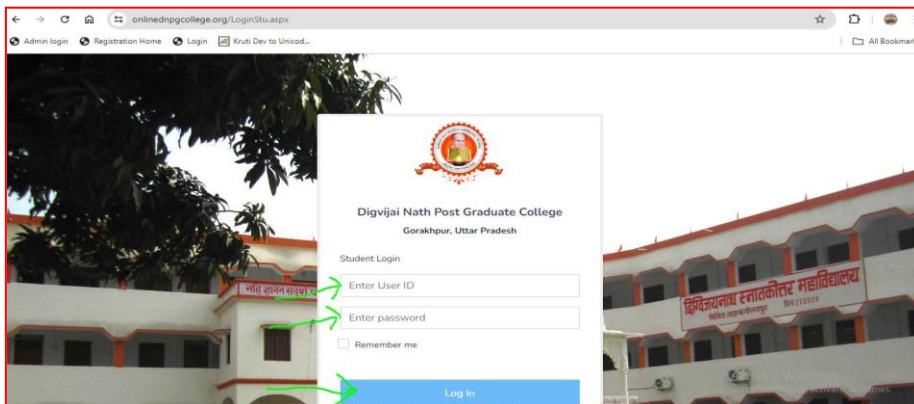 onlinednpgcollege.org/LoginStu.aspx
Admin login Registration Home Login Kruti Dev to Unicod... All Bookmar
Digvijai Nath Post Graduate College
Gorakhpur, Uttar Pradesh
Student Login
Enter User ID
Enter password
Remember me
Log In
नहि ज्ञानेन
दिग्विजयनाथ स्नातकोत्तर महाविद्यालय